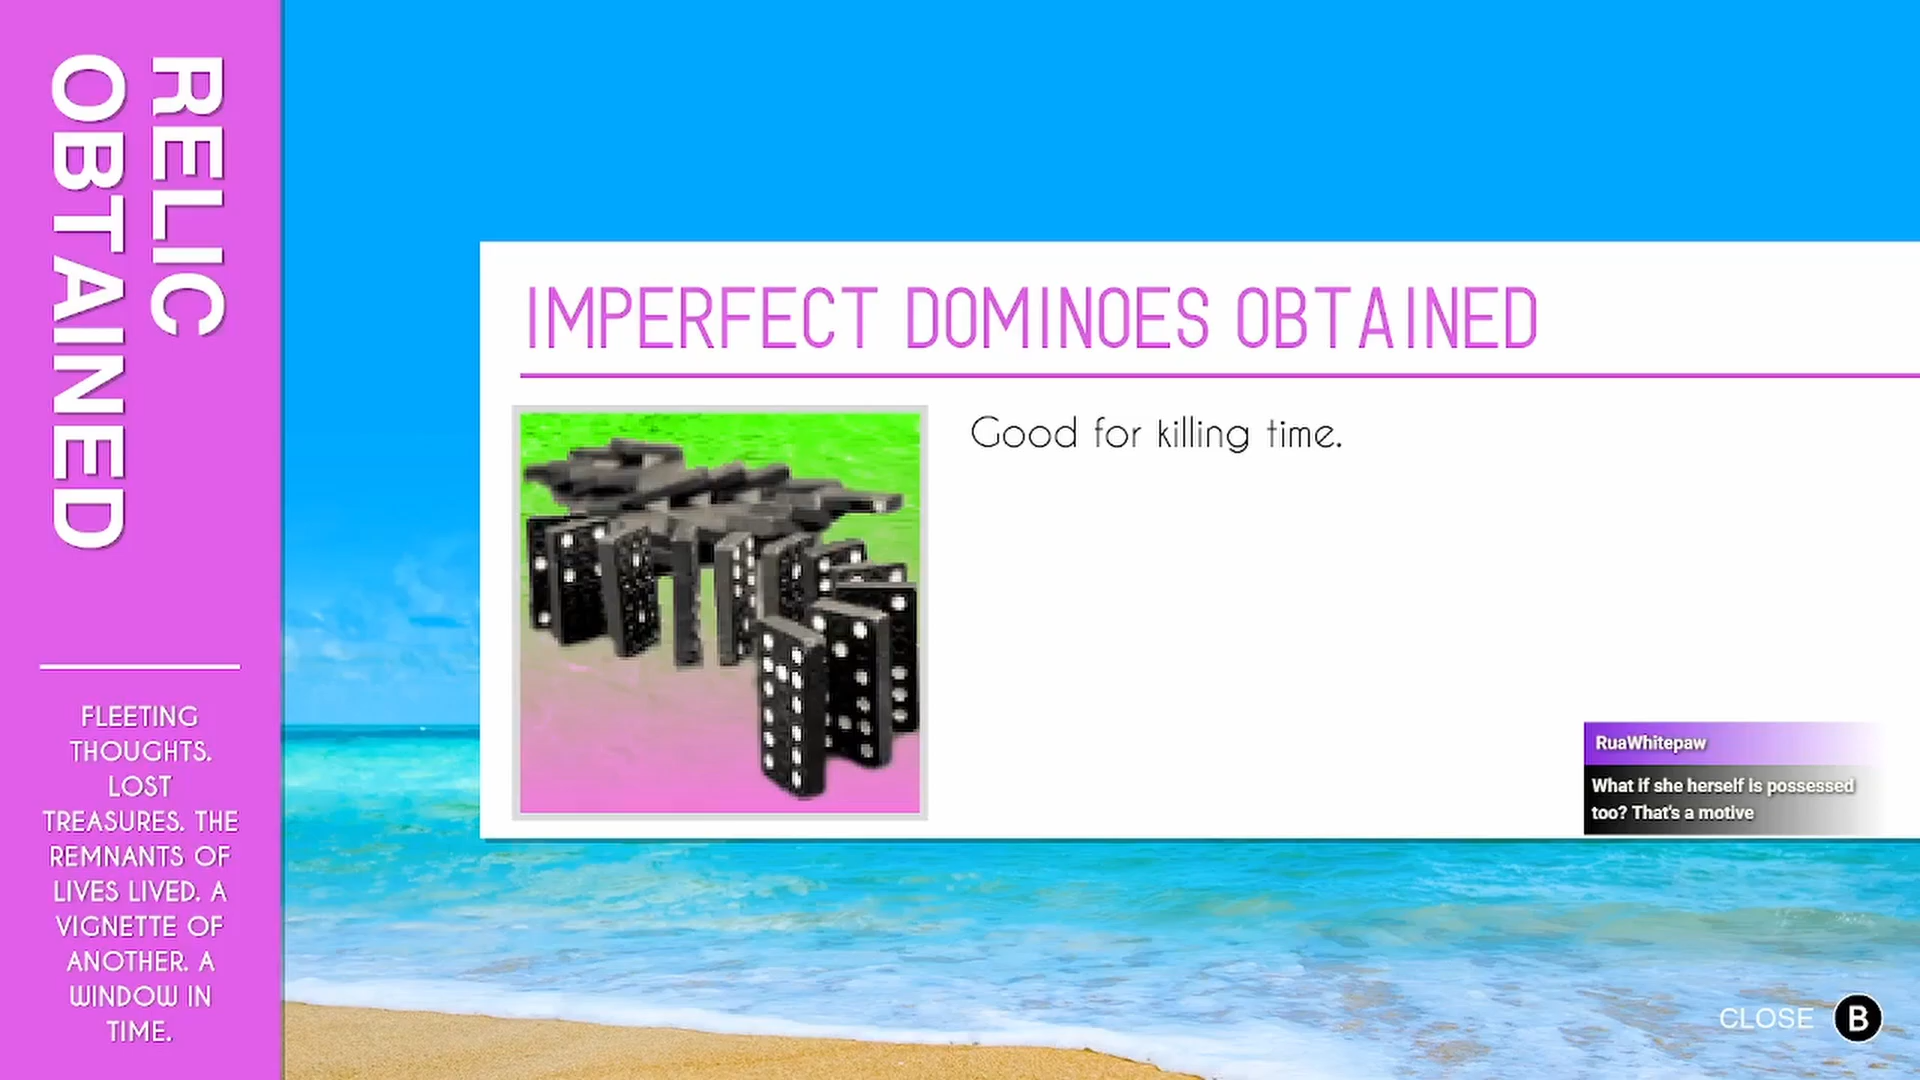 RELIC
OBTAINED
FLEETING
THOUGHTS.
LOST
TREASURES. THE
REMNANTS OF
LIVES LIVED. A
VIGNETTE OF
ANOTHER. A
WINDOW IN
TIME.
IMPERFECT DOMINOES OBTAINED
Good for killing time.
RuaWhitepaw
What if she herself is possessed
too? That's a motive
CLOSE B